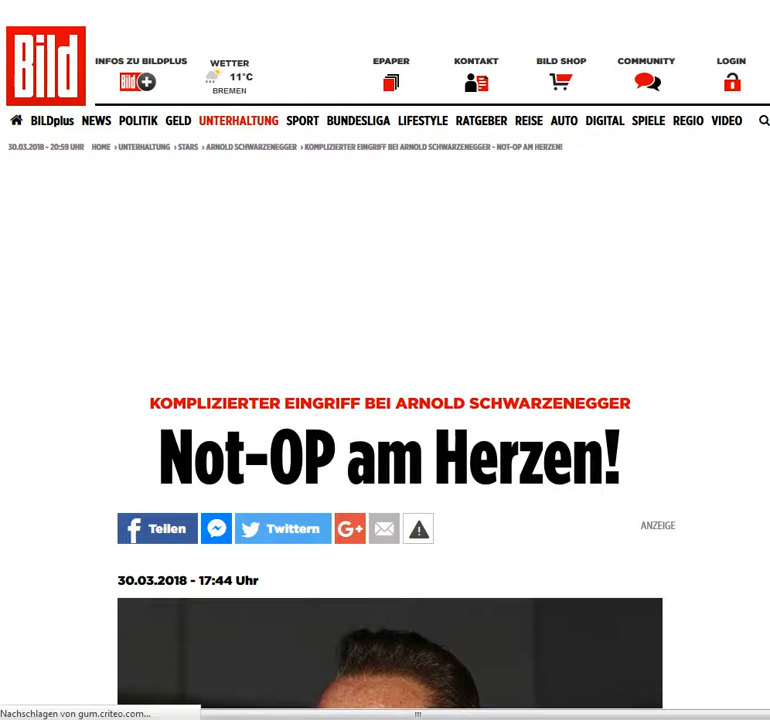 Bild
INFOS ZU BILDPLUS
Bild
WETTER
11°C
BREMEN
EPAPER
KONTAKT
BILD SHOP
COMMUNITY
LOGIN
BILDplus NEWS POLITIK GELD UNTERHALTUNG SPORT BUNDESLIGA LIFESTYLE RATGEBER REISE AUTO DIGITAL SPIELE REGIO VIDEO
30.03.2018 - 20:59 UHR HOME › UNTERHALTUNG › STARS › ARNOLD SCHWARZENEGGER › KOMPLIZIERTER EINGRIFF BEI ARNOLD SCHWARZENEGGER - NOT-OP AM HERZEN!
KOMPLIZIERTER EINGRIFF BEI ARNOLD SCHWARZENEGGER
Not-OP am Herzen!
Teilen Twittern G+
ANZEIGE
30.03.2018 - 17:44 Uhr
Nachschlagen von gum.criteo.com...